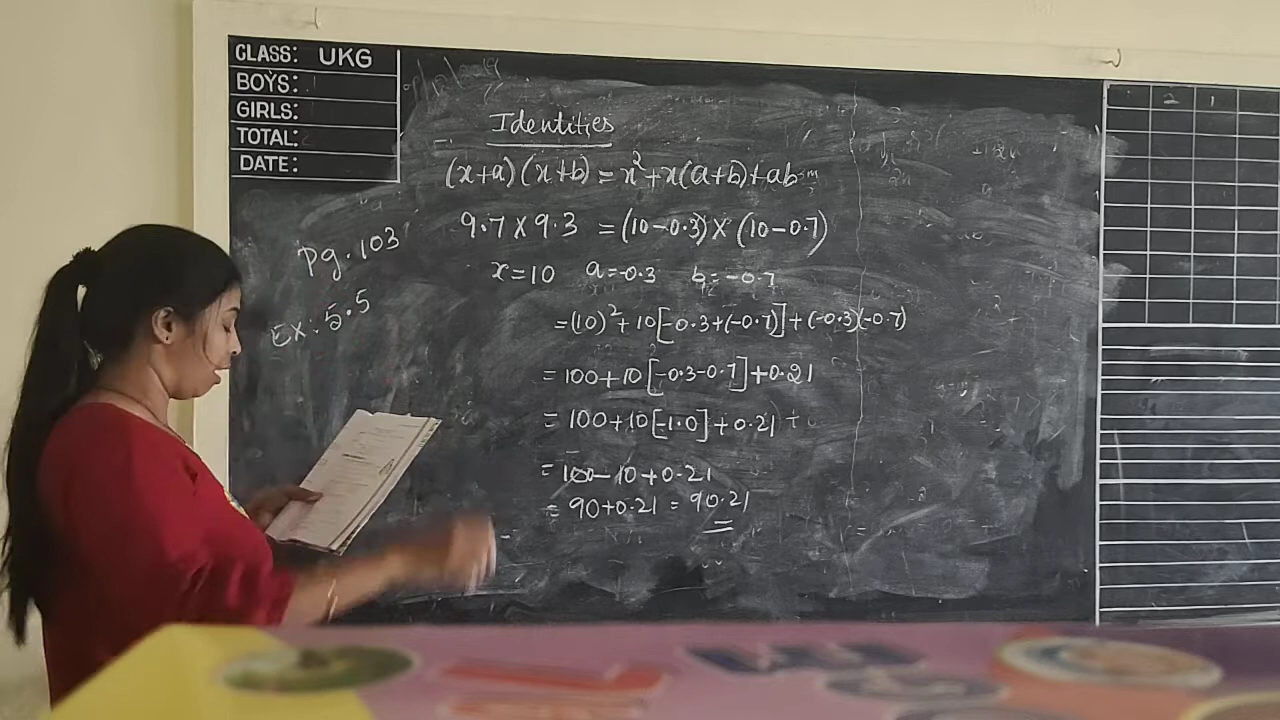 CLASS: UKG
BOYS:
GIRLS:
TOTAL:
DATE:
Identities
(x+a) (x+b) = x²+x(a+b)+ab
pg. 103
Ex: 5.5
9.7 × 9.3 = (10-0.3) × (10-0.7)
x=10 a=-0.3 b=-0.7
=(10)²+10[-0.3+(-0.7)]+(-0.3)(-0.7)
= 100+10[-0.3-0.7]+0.21
= 100+10[-1.0]+0.21
= 100-10+0.21
= 90+0.21 = 90.21
2 1